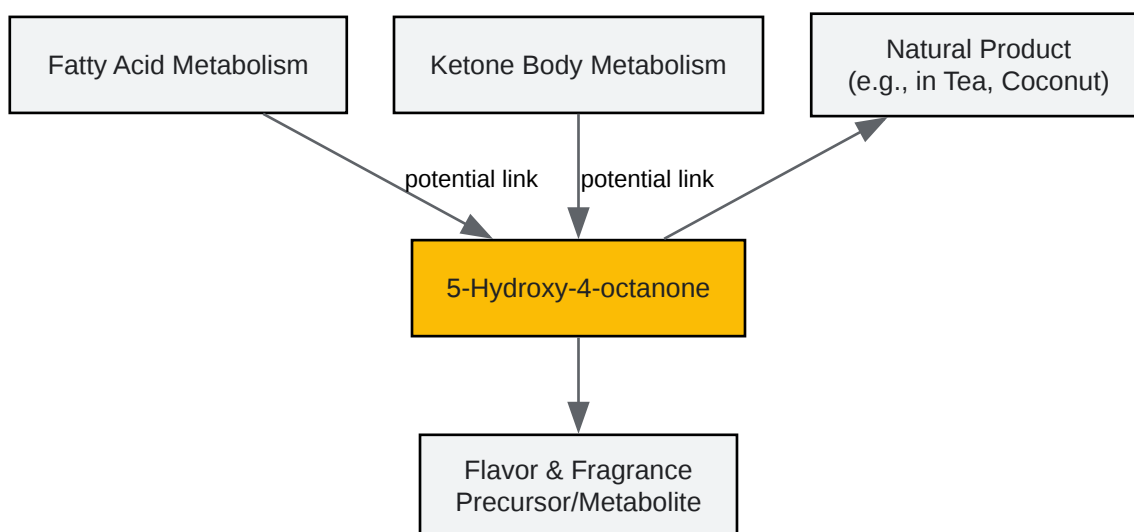 Fatty Acid Metabolism
Ketone Body Metabolism
Natural Product
(e.g., in Tea, Coconut)
potential link
potential link
5-Hydroxy-4-octanone
Flavor & Fragrance
Precursor/Metabolite